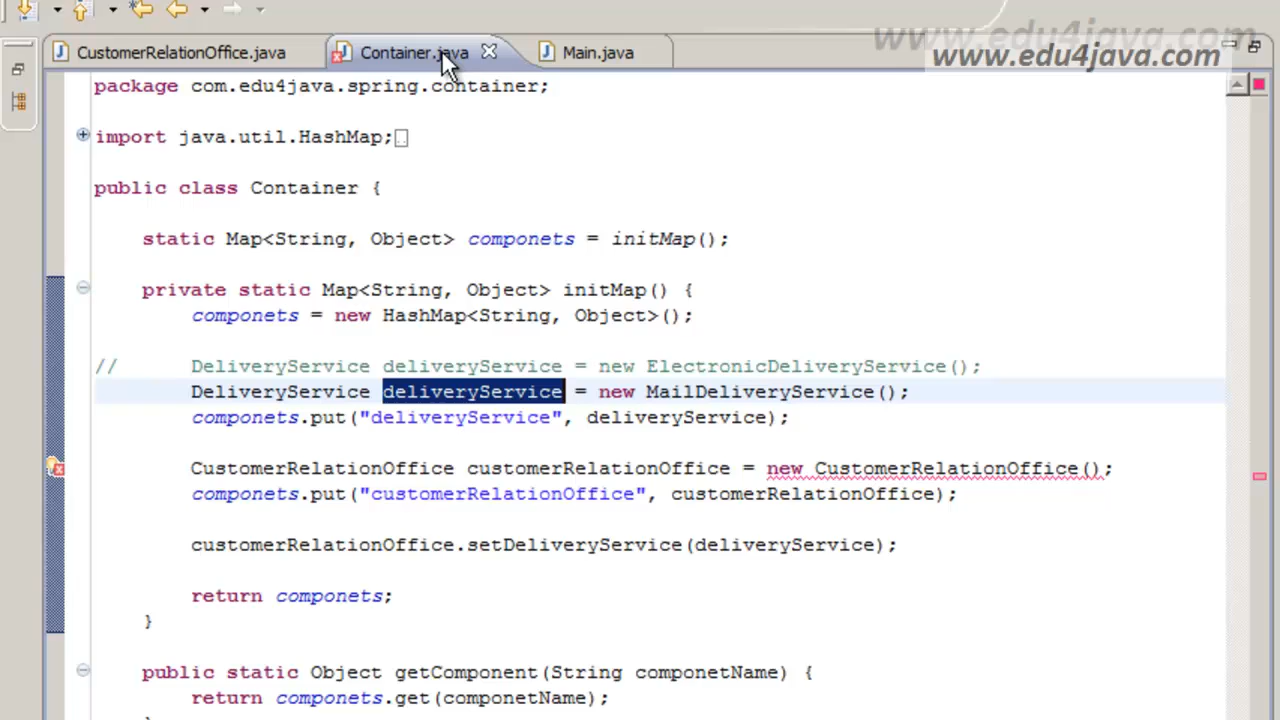 www.edu4java.com
CustomerRelationOffice.java Container.java Main.java
www.edu4java.com
package com.edu4java.spring.container;
import java.util.HashMap;
public class Container {
static Map<String, Object> componets = initMap();
private static Map<String, Object> initMap() {
componets = new HashMap<String, Object>();
// DeliveryService deliveryService = new ElectronicDeliveryService();
DeliveryService deliveryService = new MailDeliveryService();
componets.put("deliveryService", deliveryService);
CustomerRelationOffice customerRelationOffice = new CustomerRelationOffice();
componets.put("customerRelationOffice", customerRelationOffice);
customerRelationOffice.setDeliveryService(deliveryService);
return componets;
}
public static Object getComponent(String componetName) {
return componets.get(componetName);